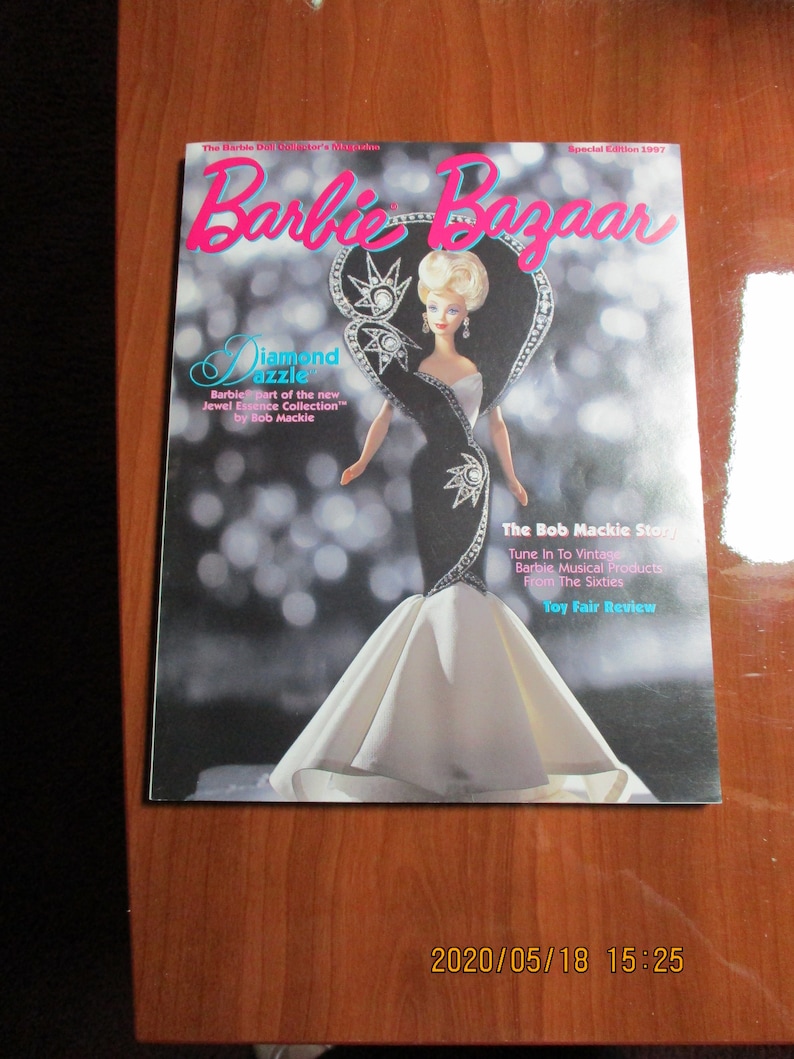 The Barbie Doll Collector's Magazine
Special Edition 1997
Barbie® Bazaar
Diamond
Dazzle®
Barbie® part of the new
Jewel Essence Collection™
by Bob Mackie
The Bob Mackie Story
Tune In To Vintage
Barbie Musical Products
From The Sixties
Toy Fair Review
2020/05/18 15:25